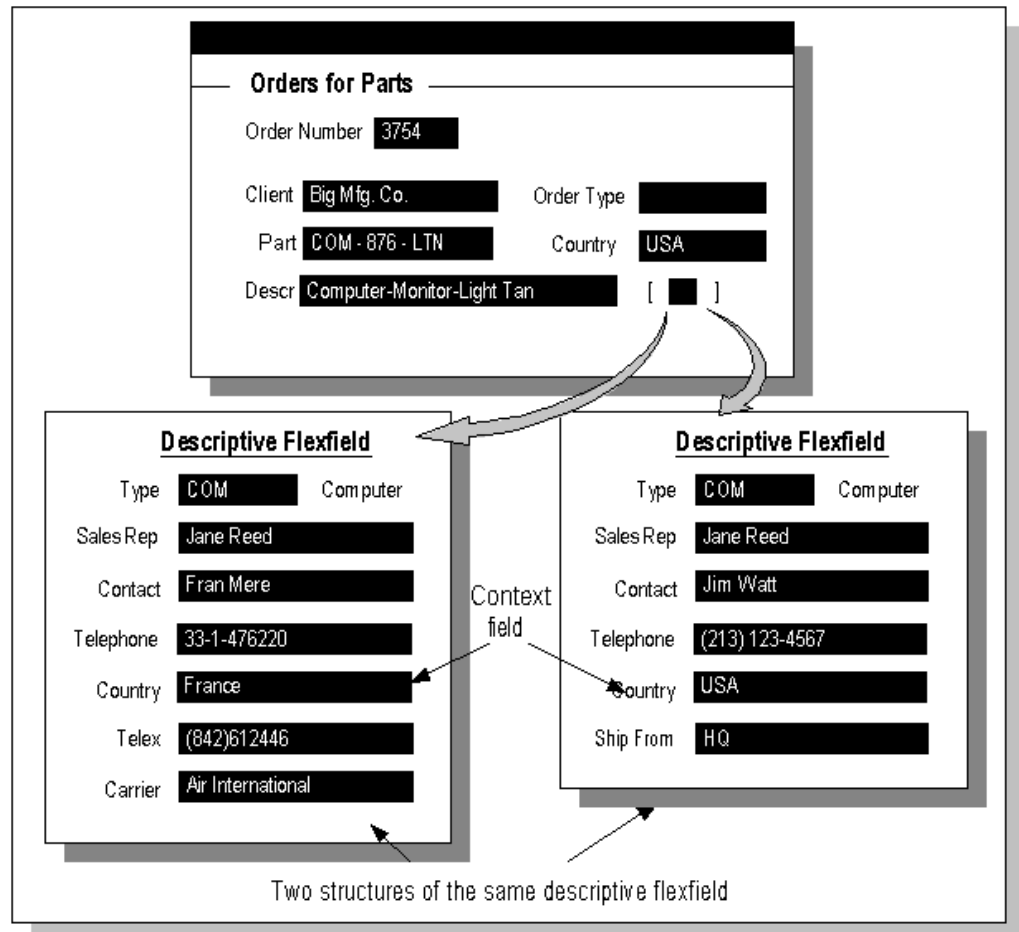 Orders for Parts
Order Number 3754
Client Big Mfg. Co. Order Type
Part COM - 876 - LTN Country USA
Descr Computer-Monitor-Light Tan [ ]
Descriptive Flexfield
Type COM Computer
Sales Rep Jane Reed
Contact Fran Mere
Telephone 33-1-476220
Country France
Telex (842)612446
Carrier Air International
Context
field
Descriptive Flexfield
Type COM Computer
Sales Rep Jane Reed
Contact Jim Watt
Telephone (213) 123-4567
Country USA
Ship From HQ
Two structures of the same descriptive flexfield